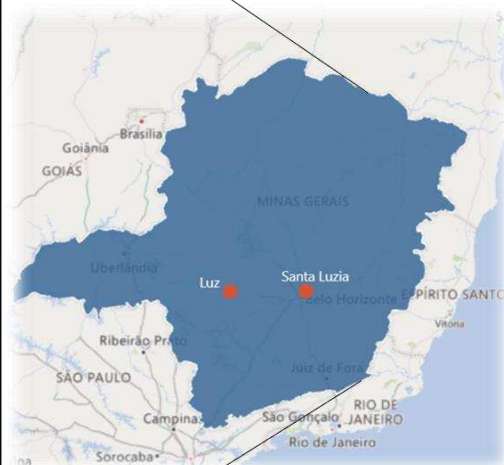 Brasília
Goiânia
GOIÁS
MINAS GERAIS
Uberlândia
Luz
Santa Luzia
Belo Horizonte
ESPÍRITO SANTO
Vitória
Ribeirão Preto
Juiz de Fora
SÃO PAULO
Campinas
São Gonçalo
RIO DE
JANEIRO
Rio de Janeiro
Sorocaba